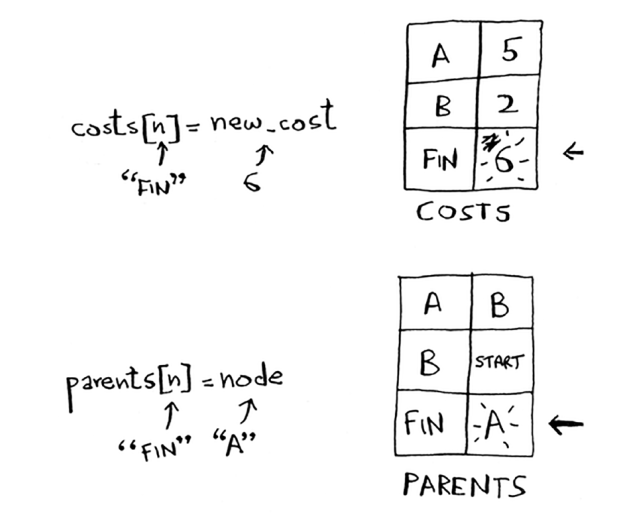 costs[n] = new_cost
"FIN" 6
A 5
B 2
FIN 6
COSTS
parents[n] = node
"FIN" "A"
A B
B START
FIN A
PARENTS